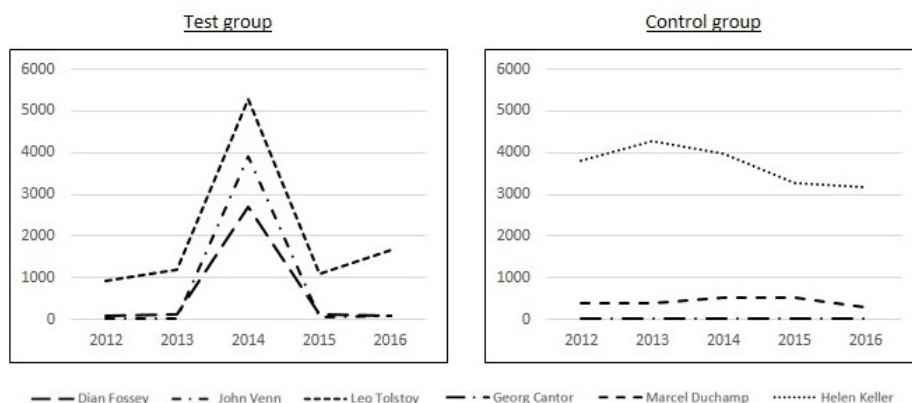 Test group
Control group
6000
5000
4000
3000
2000
1000
0
2012 2013 2014 2015 2016
6000
5000
4000
3000
2000
1000
0
2012 2013 2014 2015 2016
Dian Fossey John Venn Leo Tolstoy Georg Cantor Marcel Duchamp Helen Keller